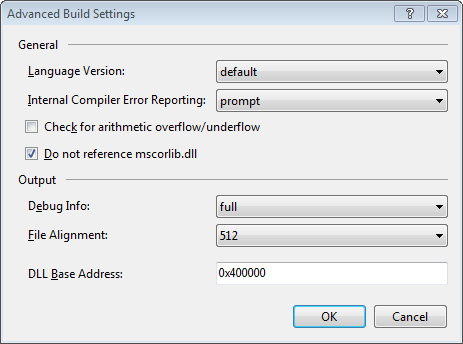 Advanced Build Settings
General
Language Version: default
Internal Compiler Error Reporting: prompt
Check for arithmetic overflow/underflow
Do not reference mscorlib.dll
Output
Debug Info: full
File Alignment: 512
DLL Base Address: 0x400000
OK Cancel